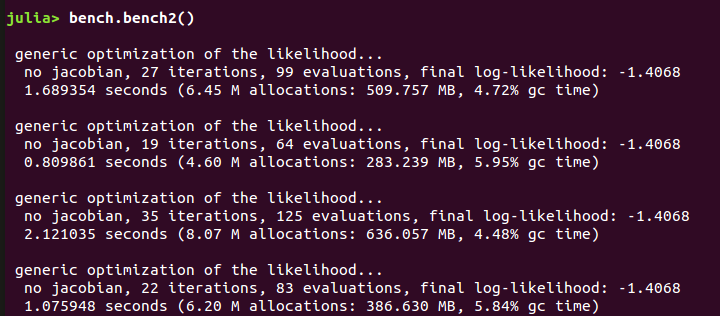 julia> bench.bench2()
generic optimization of the likelihood...
no jacobian, 27 iterations, 99 evaluations, final log-likelihood: -1.4068
1.689354 seconds (6.45 M allocations: 509.757 MB, 4.72% gc time)
generic optimization of the likelihood...
no jacobian, 19 iterations, 64 evaluations, final log-likelihood: -1.4068
0.809861 seconds (4.60 M allocations: 283.239 MB, 5.95% gc time)
generic optimization of the likelihood...
no jacobian, 35 iterations, 125 evaluations, final log-likelihood: -1.4068
2.121035 seconds (8.07 M allocations: 636.057 MB, 4.48% gc time)
generic optimization of the likelihood...
no jacobian, 22 iterations, 83 evaluations, final log-likelihood: -1.4068
1.075948 seconds (6.20 M allocations: 386.630 MB, 5.84% gc time)